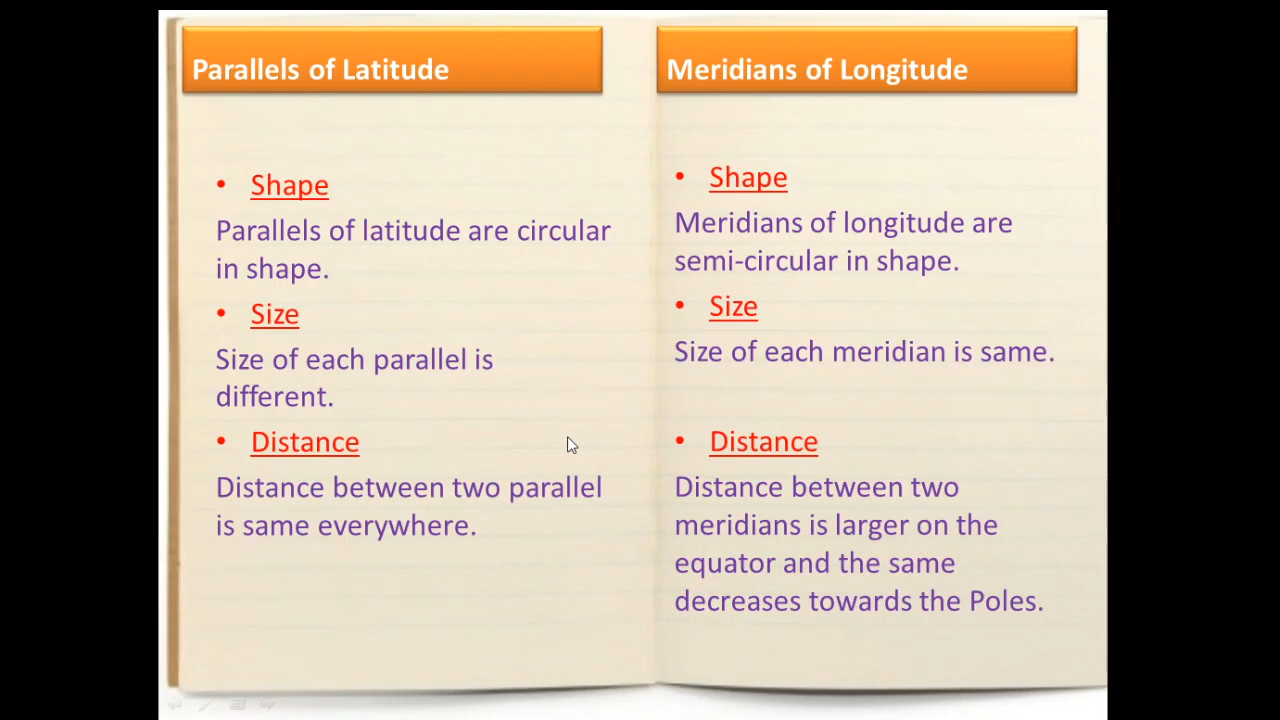 Parallels of Latitude
• Shape
Parallels of latitude are circular
in shape.
• Size
Size of each parallel is
different.
• Distance
Distance between two parallel
is same everywhere.
Meridians of Longitude
• Shape
Meridians of longitude are
semi-circular in shape.
• Size
Size of each meridian is same.
• Distance
Distance between two
meridians is larger on the
equator and the same
decreases towards the Poles.